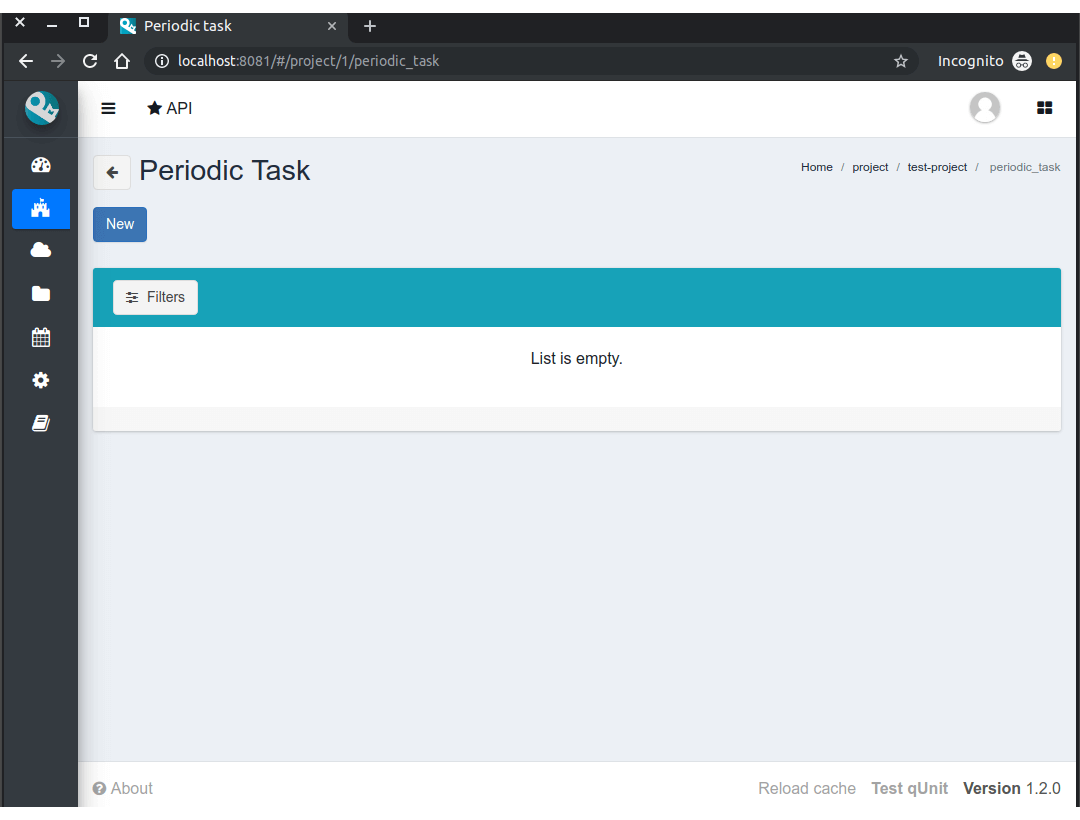 Periodic task
localhost:8081/#/project/1/periodic_task
Incognito
API
Periodic Task
Home / project / test-project / periodic_task
New
Filters
List is empty.
About
Reload cache Test qUnit Version 1.2.0